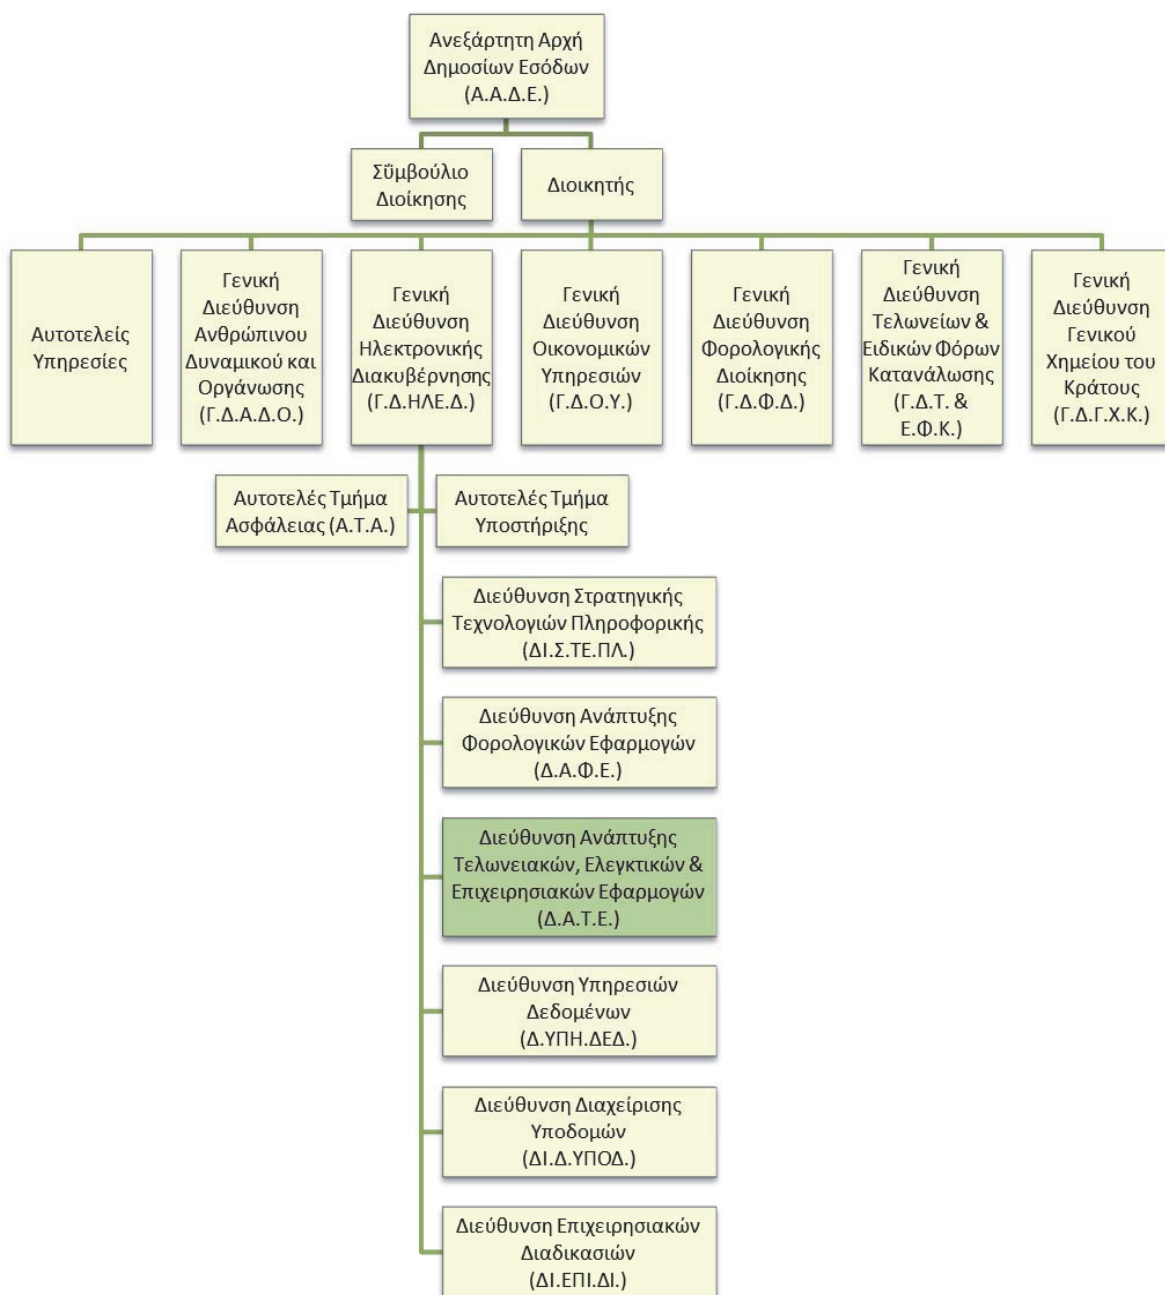 Ανεξάρτητη Αρχή
Δημοσίων Εσόδων
(Α.Α.Δ.Ε.)
Σΰμβούλιο
Διοίκησης
Διοικητής
Αυτοτελείς
Υπηρεσίες
Γενική
Διεύθυνση
Ανθρώπινου
Δυναμικού και
Οργάνωσης
(Γ.Δ.Α.Δ.Ο.)
Γενική
Διεύθυνση
Ηλεκτρονικής
Διακυβέρνησης
(Γ.Δ.ΗΛΕ.Δ.)
Γενική
Διεύθυνση
Οικονομικών
Υπηρεσιών
(Γ.Δ.Ο.Υ.)
Γενική
Διεύθυνση
Φορολογικής
Διοίκησης
(Γ.Δ.Φ.Δ.)
Γενική
Διεύθυνση
Τελωνείων &
Ειδικών Φόρων
Κατανάλωσης
(Γ.Δ.Τ. &
Ε.Φ.Κ.)
Γενική
Διεύθυνση
Γενικού
Χημείου του
Κράτους
(Γ.Δ.Γ.Χ.Κ.)
Αυτοτελές Τμήμα
Ασφάλειας (Α.Τ.Α.)
Αυτοτελές Τμήμα
Υποστήριξης
Διεύθυνση Στρατηγικής
Τεχνολογιών Πληροφορικής
(ΔΙ.Σ.ΤΕ.ΠΛ.)
Διεύθυνση Ανάπτυξης
Φορολογικών Εφαρμογών
(Δ.Α.Φ.Ε.)
Διεύθυνση Ανάπτυξης
Τελωνειακών, Ελεγκτικών &
Επιχειρησιακών Εφαρμογών
(Δ.Α.Τ.Ε.)
Διεύθυνση Υπηρεσιών
Δεδομένων
(Δ.ΥΠΗ.ΔΕΔ.)
Διεύθυνση Διαχείρισης
Υποδομών
(ΔΙ.Δ.ΥΠΟΔ.)
Διεύθυνση Επιχειρησιακών
Διαδικασιών
(ΔΙ.ΕΠΙ.ΔΙ.)